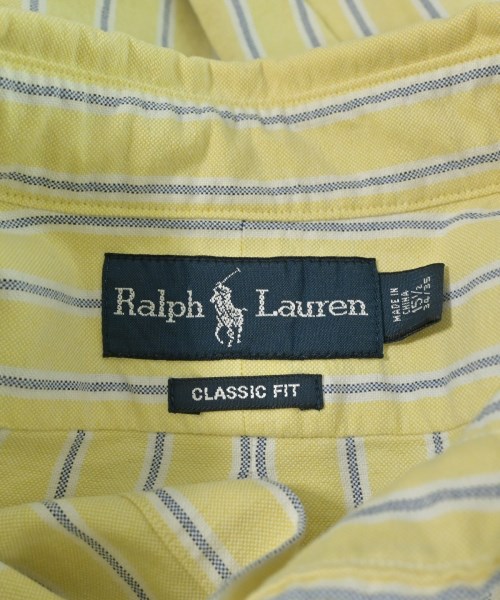 Ralph Lauren
MADE IN
CHINA
15 1/2
34/35
CLASSIC FIT